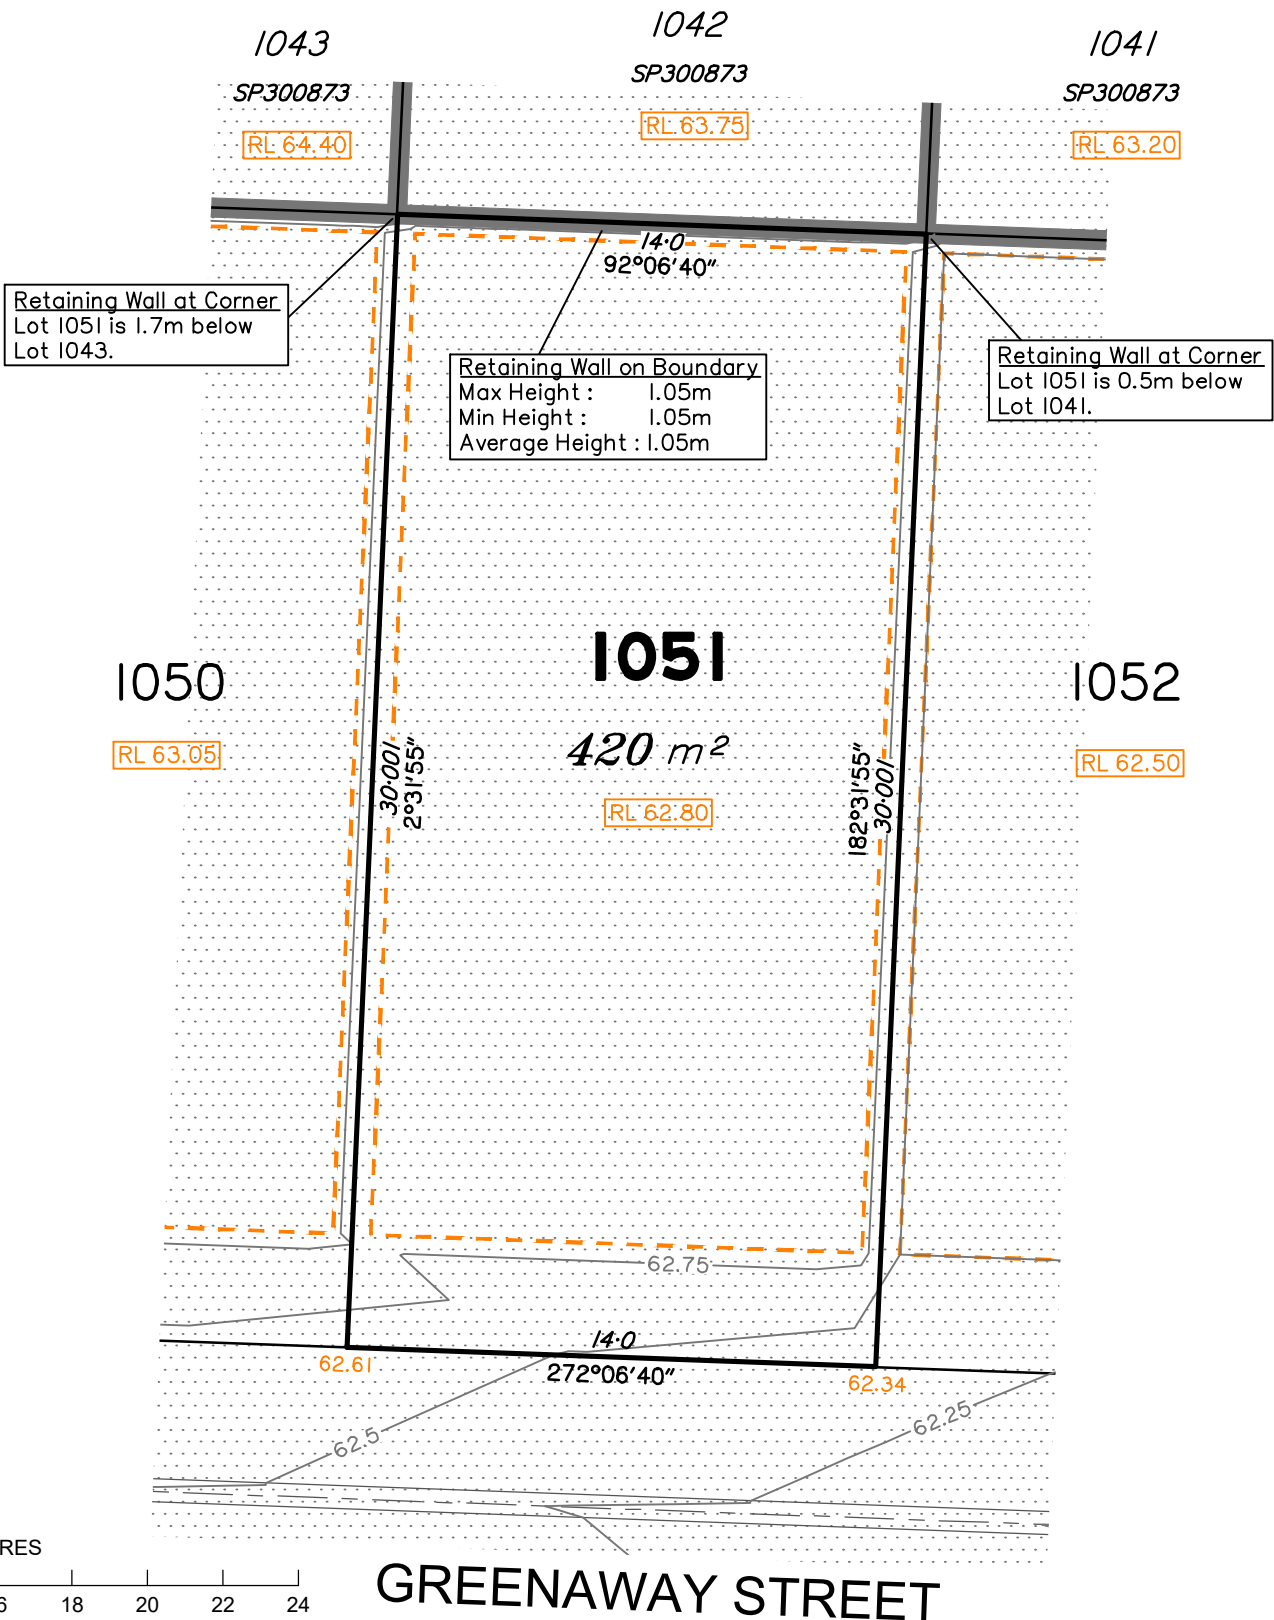 1043
SP300873
RL 64.40
1042
SP300873
RL 63.75
1041
SP300873
RL 63.20
14·0
92°06'40"
Retaining Wall at Corner
Lot 1051 is 1.7m below
Lot 1043.
Retaining Wall on Boundary
Max Height : 1.05m
Min Height : 1.05m
Average Height : 1.05m
Retaining Wall at Corner
Lot 1051 is 0.5m below
Lot 1041.
1050
RL 63.05
1051
420 m²
RL 62.80
1052
RL 62.50
30·001
2°31'55"
182°31'55"
30·001
62.75
14·0
272°06'40"
62.61
62.34
62.5
62.25
RES
6 18 20 22 24
GREENAWAY STREET